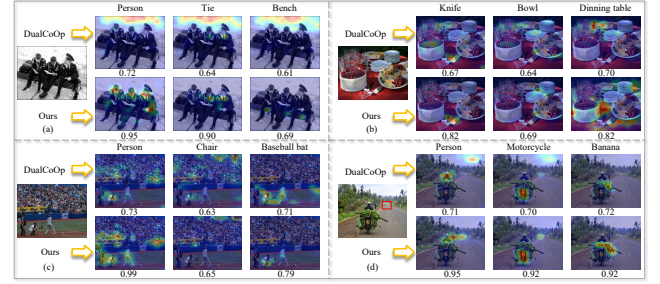 Person Tie Bench
DualCoOp
0.72 0.64 0.61
Ours
(a)
0.95 0.90 0.69
Knife Bowl Dinning table
DualCoOp
0.67 0.64 0.70
Ours
(b)
0.82 0.69 0.82
Person Chair Baseball bat
DualCoOp
0.73 0.63 0.71
Ours
(c)
0.99 0.65 0.79
Person Motorcycle Banana
DualCoOp
0.71 0.70 0.72
Ours
(d)
0.95 0.92 0.92